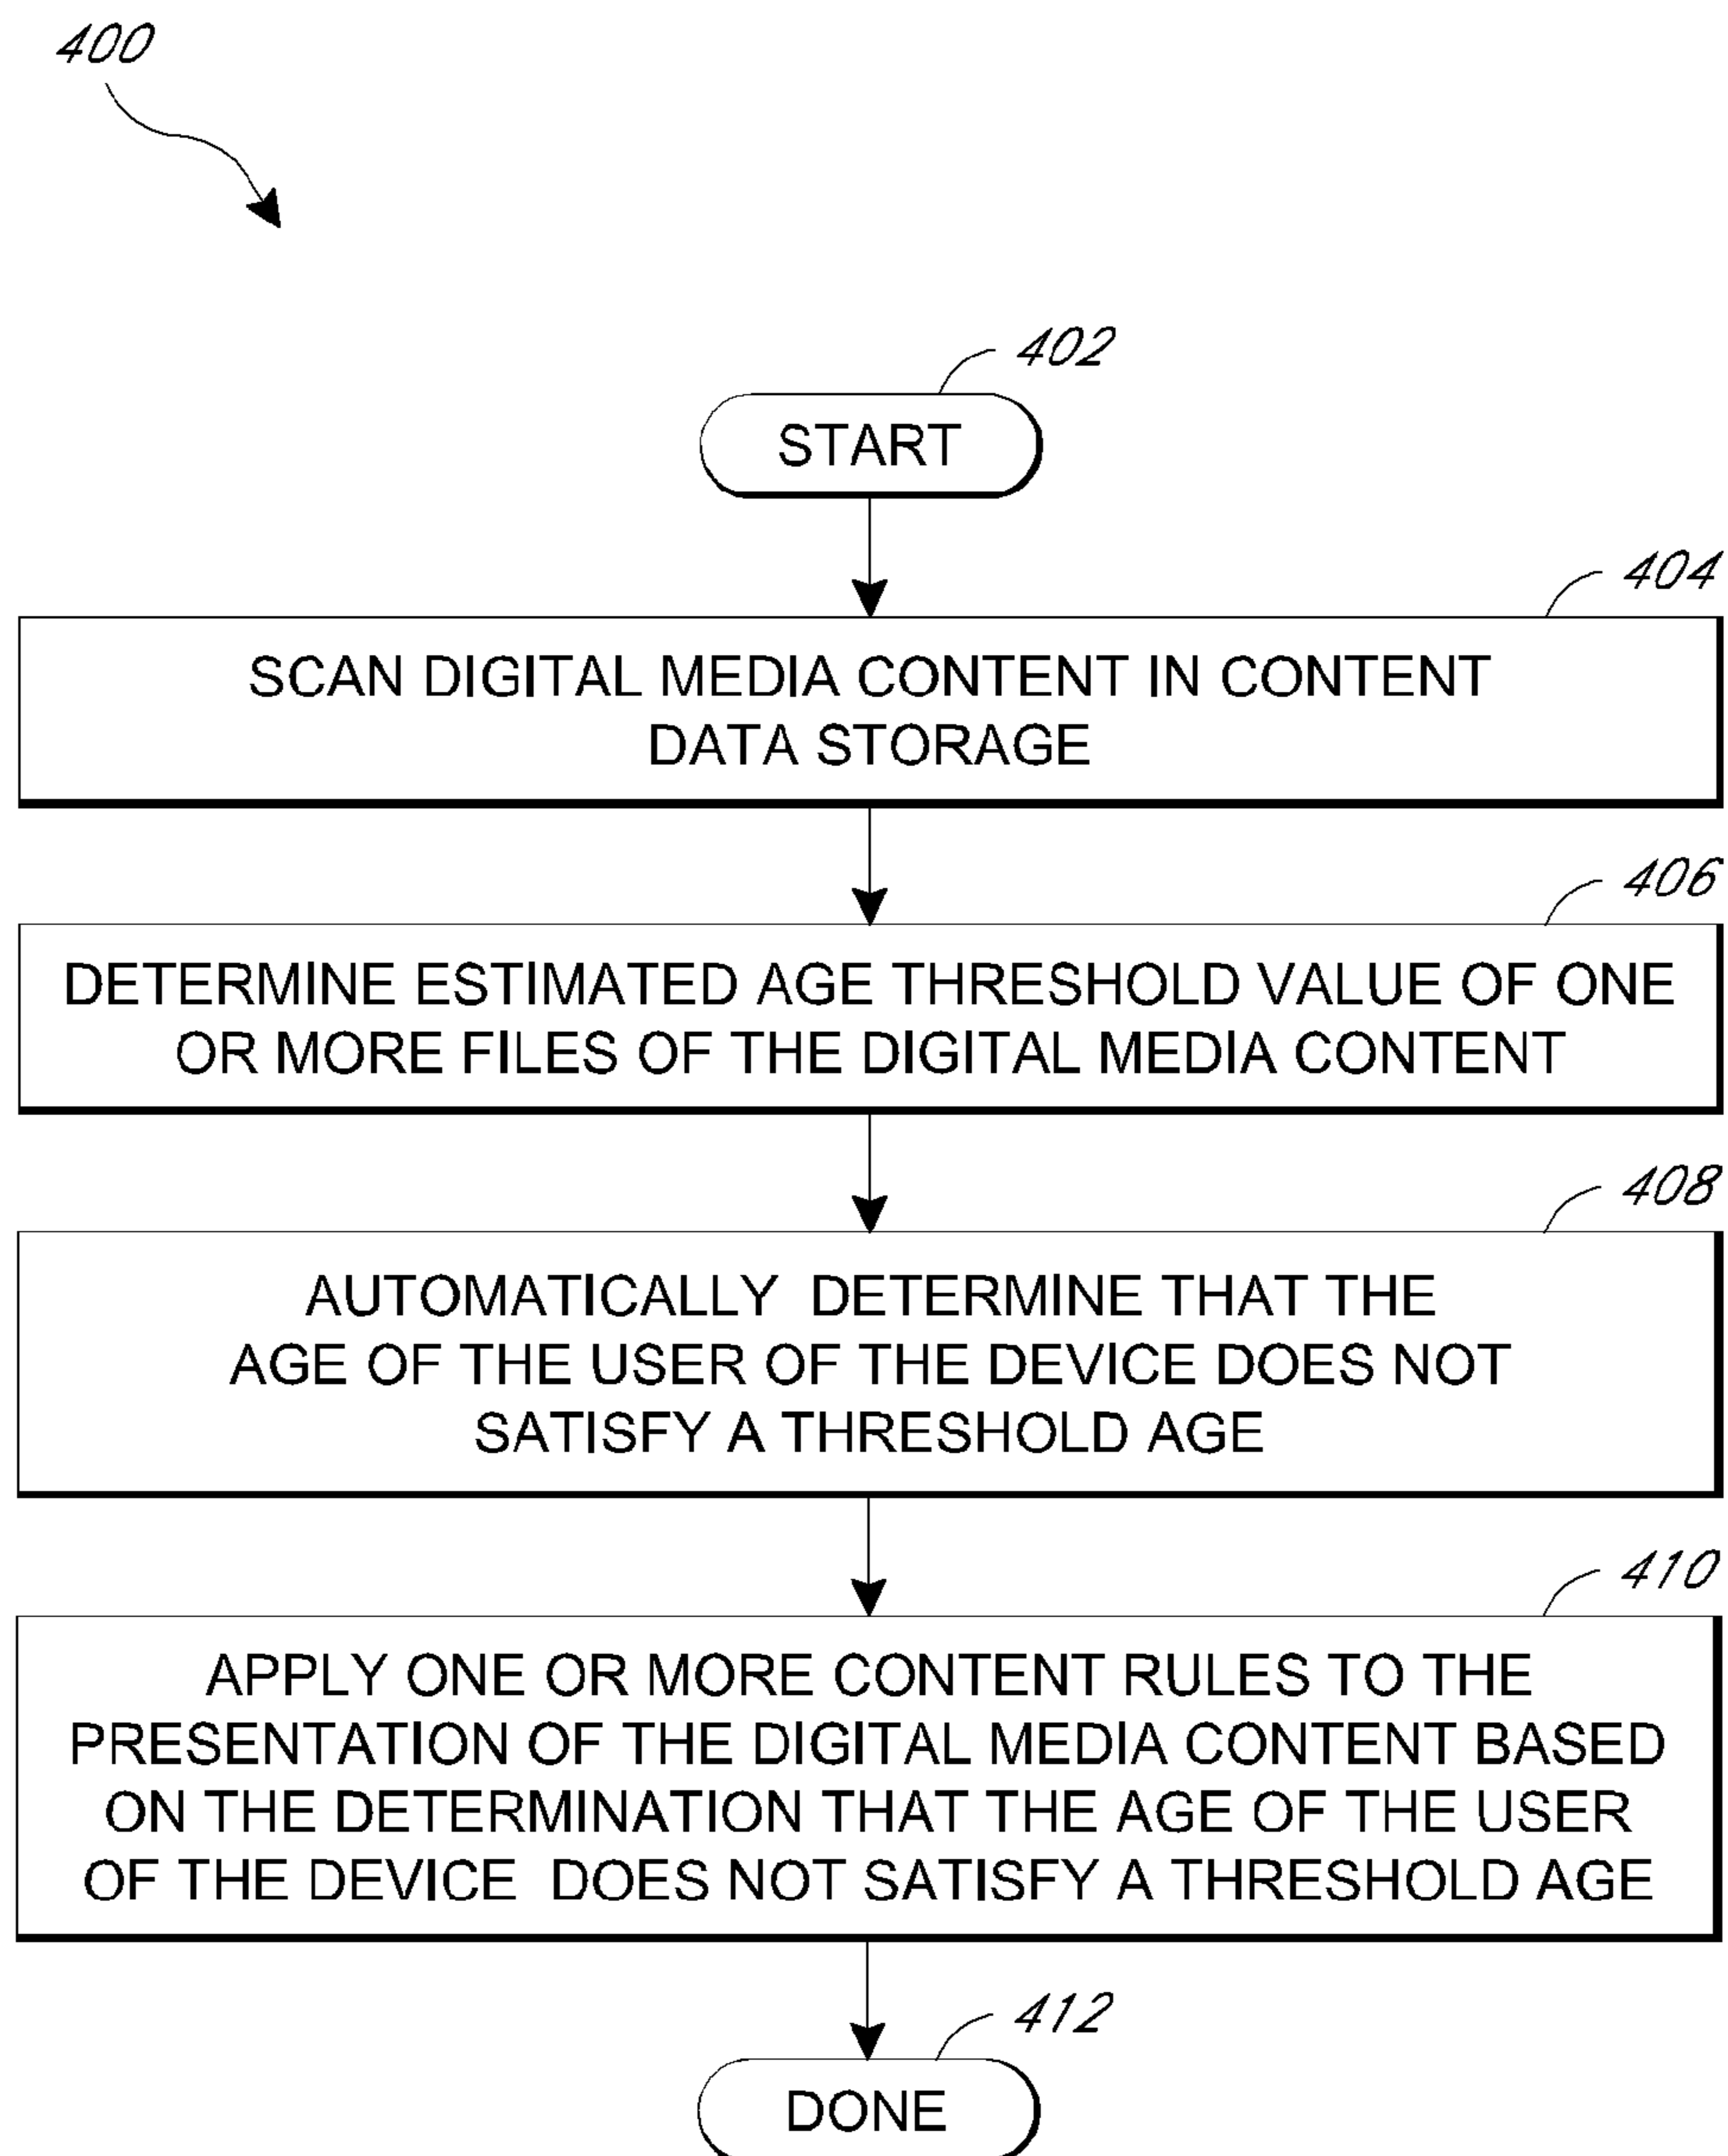 400
402
START
404
SCAN DIGITAL MEDIA CONTENT IN CONTENT
DATA STORAGE
406
DETERMINE ESTIMATED AGE THRESHOLD VALUE OF ONE
OR MORE FILES OF THE DIGITAL MEDIA CONTENT
408
AUTOMATICALLY DETERMINE THAT THE
AGE OF THE USER OF THE DEVICE DOES NOT
SATISFY A THRESHOLD AGE
410
APPLY ONE OR MORE CONTENT RULES TO THE
PRESENTATION OF THE DIGITAL MEDIA CONTENT BASED
ON THE DETERMINATION THAT THE AGE OF THE USER
OF THE DEVICE DOES NOT SATISFY A THRESHOLD AGE
412
DONE